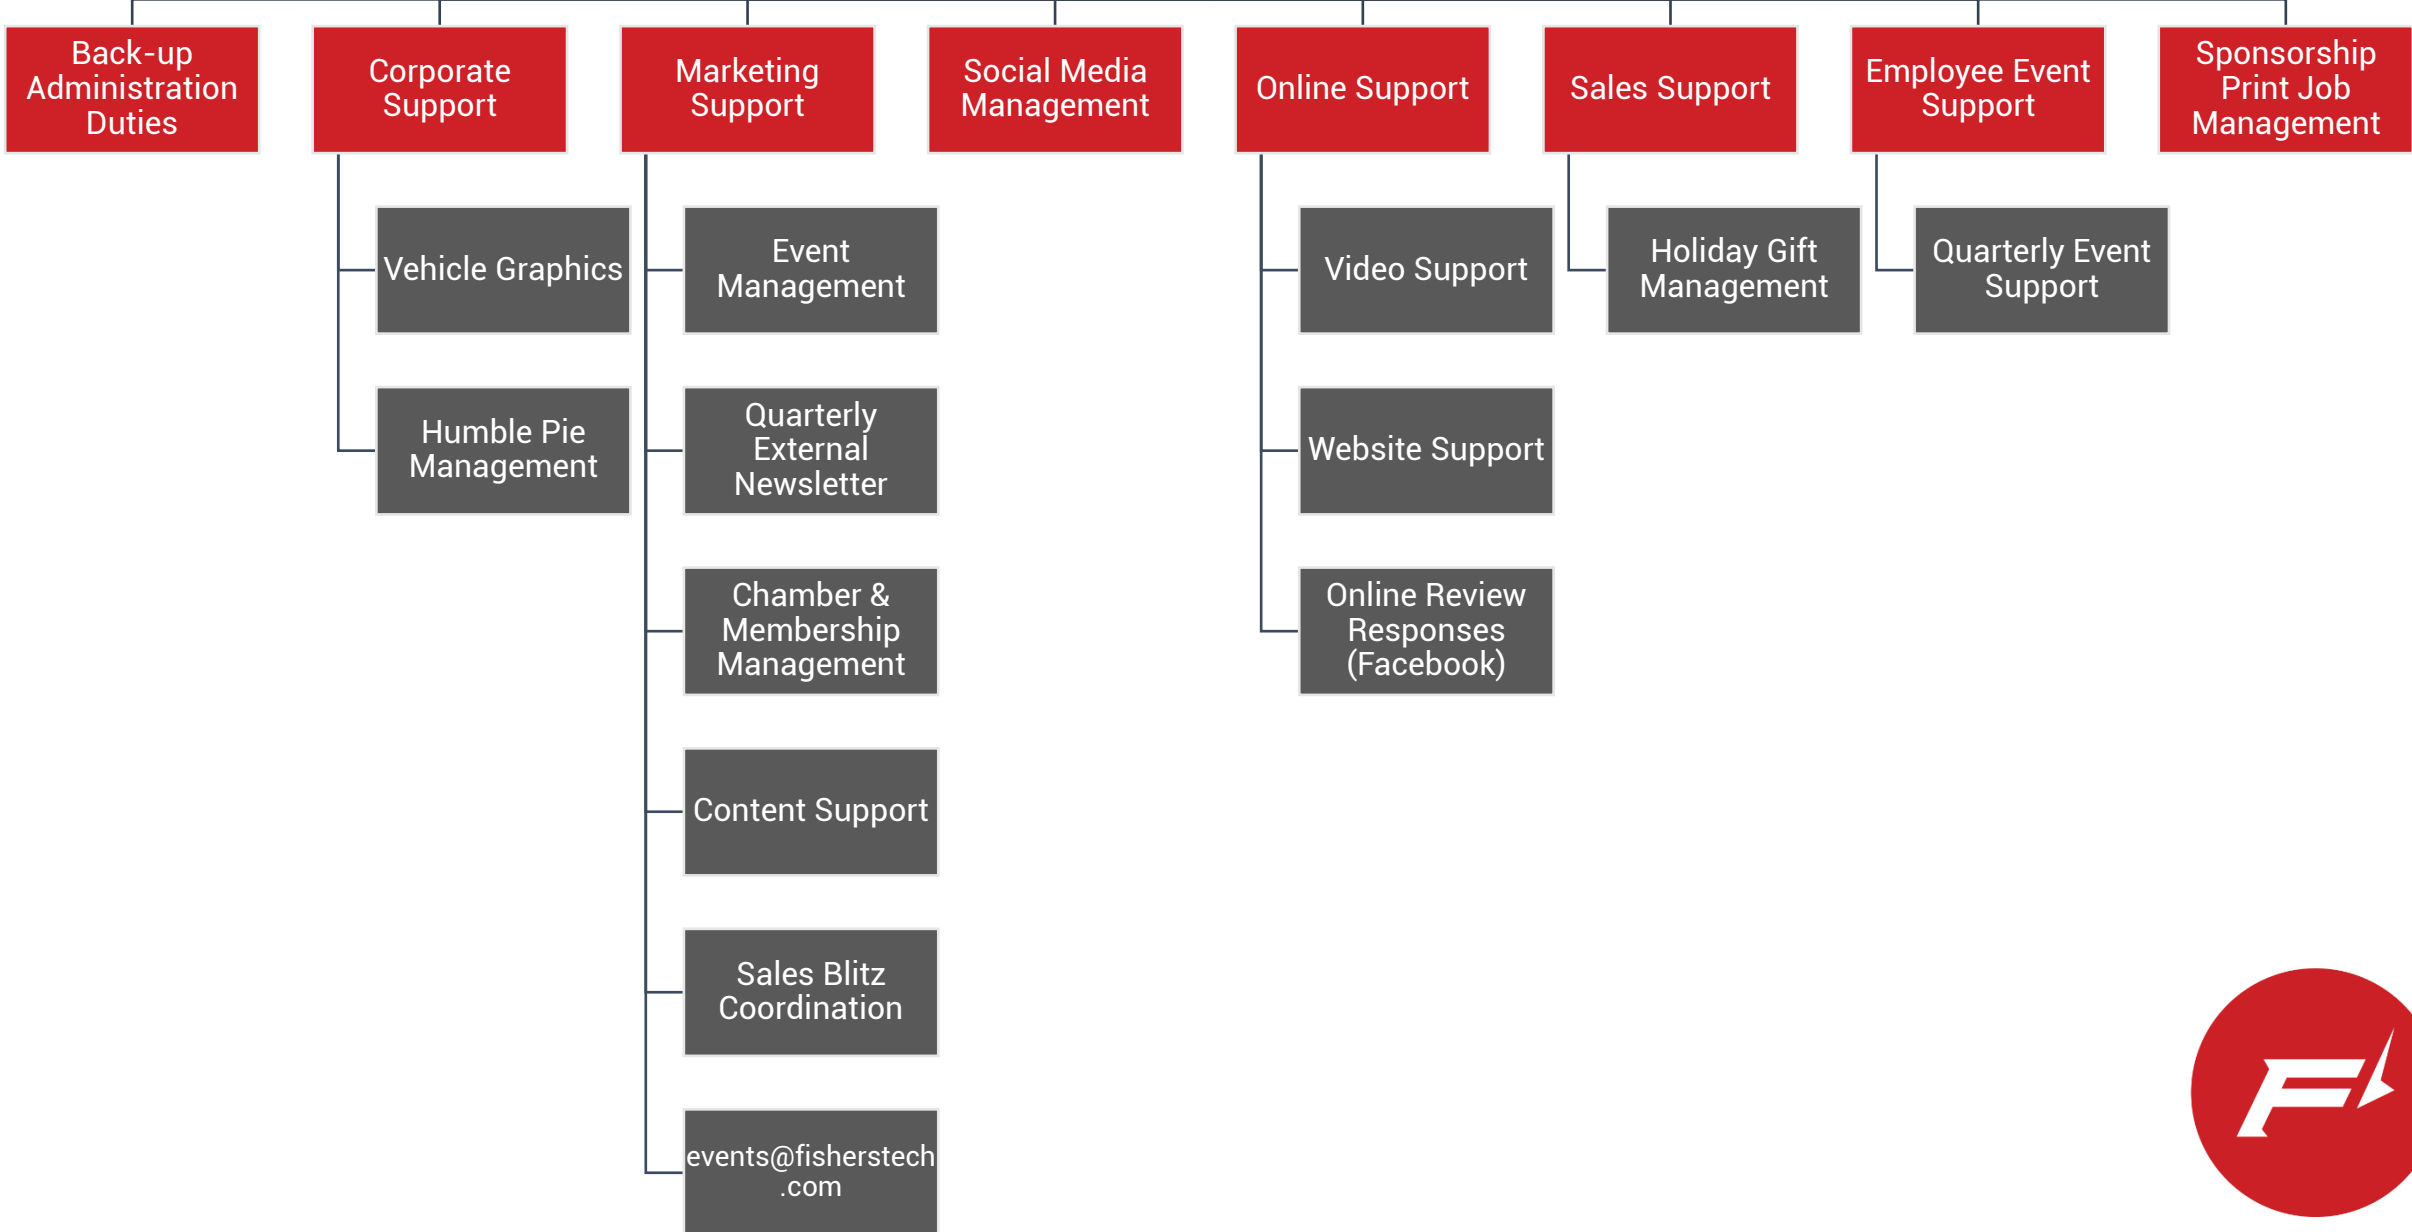 Back-up
Administration
Duties
Corporate
Support
Marketing
Support
Social Media
Management
Online Support
Sales Support
Employee Event
Support
Sponsorship
Print Job
Management
Vehicle Graphics
Humble Pie
Management
Event
Management
Quarterly
External
Newsletter
Chamber &
Membership
Management
Content Support
Sales Blitz
Coordination
events@fisherstech
.com
Video Support
Website Support
Online Review
Responses
(Facebook)
Holiday Gift
Management
Quarterly Event
Support
F